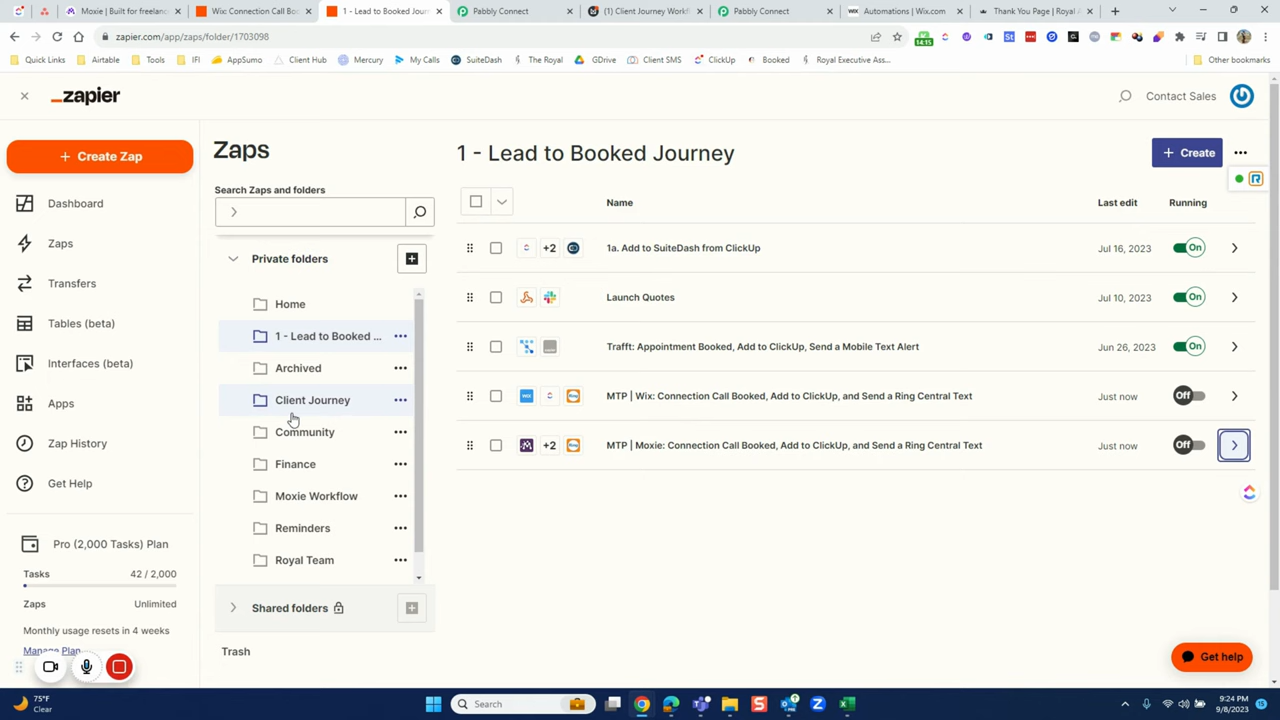 Moxie | Built for freelanc
Wix: Connection Call Bo
1 - Lead to Booked Jour
Pabbly Connect
(1) Client Journey Work
Pabbly Connect
WIX Automations | Wix.com
Thank You Page | Royal A
zapier.com/app/zaps/folder/1703098
14:15
Quick Links
Airtable
Tools
IFI
AppSumo
Client Hub
Mercury
My Calls
SuiteDash
The Royal
GDrive
Client SMS
ClickUp
Booked
Royal Executive Ass...
Other bookmarks
_zapier
Contact Sales
+ Create Zap
Dashboard
Zaps
Transfers
Tables (beta)
Interfaces (beta)
Apps
Zap History
Get Help
Pro (2,000 Tasks) Plan
Tasks 42 / 2,000
Zaps Unlimited
Monthly usage resets in 4 weeks
Manage Plan
Zaps
Search Zaps and folders
Private folders
Home
1 - Lead to Booked ...
Archived
Client Journey
Community
Finance
Moxie Workflow
Reminders
Royal Team
Shared folders
Trash
1 - Lead to Booked Journey
+ Create
Name Last edit Running
+2 1a. Add to SuiteDash from ClickUp Jul 16, 2023 On
Launch Quotes Jul 10, 2023 On
Trafft: Appointment Booked, Add to ClickUp, Send a Mobile Text Alert Jun 26, 2023 On
WIX MTP | Wix: Connection Call Booked, Add to ClickUp, and Send a Ring Central Text Just now Off
+2 MTP | Moxie: Connection Call Booked, Add to ClickUp, and Send a Ring Central Text Just now Off
Get help
75°F
Clear
Search
9:24 PM
9/8/2023